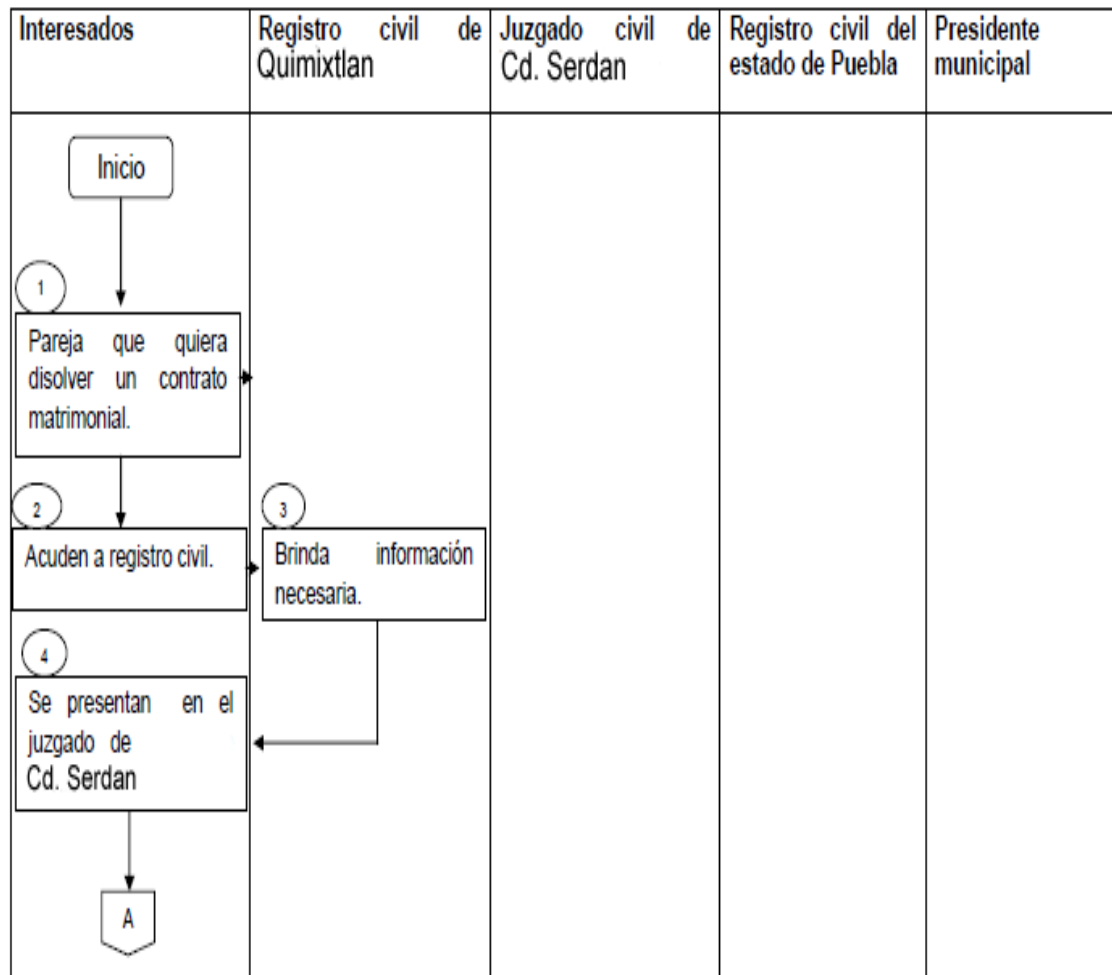 Interesados
Registro civil de
Quimixtlan
Juzgado civil de
Cd. Serdan
Registro civil del
estado de Puebla
Presidente
municipal
Inicio
1
Pareja que quiera
disolver un contrato
matrimonial.
2
Acuden a registro civil.
3
Brinda información
necesaria.
4
Se presentan en el
juzgado de
Cd. Serdan
A